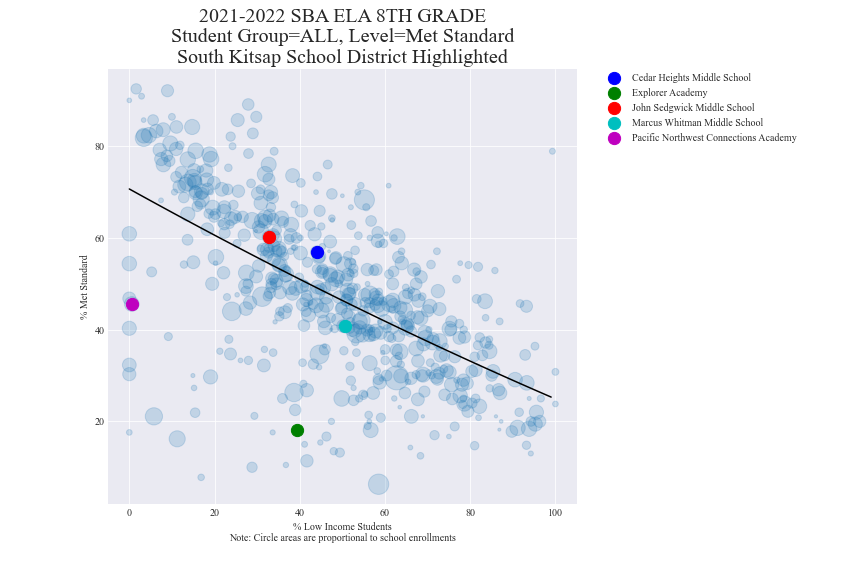 2021-2022 SBA ELA 8TH GRADE
Student Group=ALL, Level=Met Standard
South Kitsap School District Highlighted
Cedar Heights Middle School
Explorer Academy
John Sedgwick Middle School
Marcus Whitman Middle School
Pacific Northwest Connections Academy
% Met Standard
80
60
40
20
0 20 40 60 80 100
% Low Income Students
Note: Circle areas are proportional to school enrollments